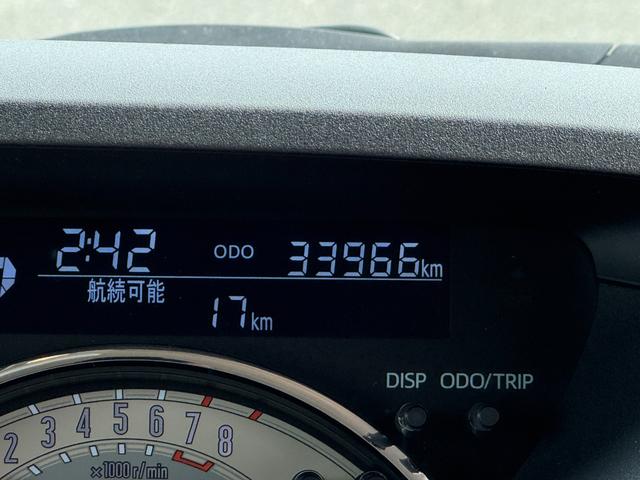 2:42 ODO 33966km
航続可能
17km
DISP ODO/TRIP
2 3 4 5 6 7 8
×1000 r/min